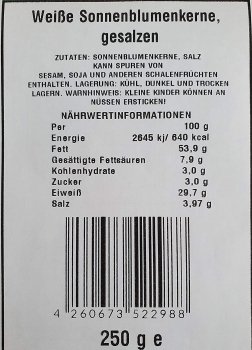 Weiße Sonnenblumenkerne,
gesalzen
ZUTATEN: SONNENBLUMENKERNE, SALZ
KANN SPUREN VON
SESAM, SOJA UND ANDEREN SCHALENFRÜCHTEN
ENTHALTEN. LAGERUNG: KÜHL, DUNKEL UND TROCKEN
LAGERN. WARNHINWEIS: KLEINE KINDER KÖNNEN AN
NÜSSEN ERSTICKEN!
NÄHRWERTINFORMATIONEN
Per 100 g
Energie 2645 kj/ 640 kcal
Fett 53,9 g
Gesättigte Fettsäuren 7,9 g
Kohlenhydrate 3,0 g
Zucker 3,0 g
Eiweiß 29,7 g
Salz 3,97 g
4 260673 522988
250 g e